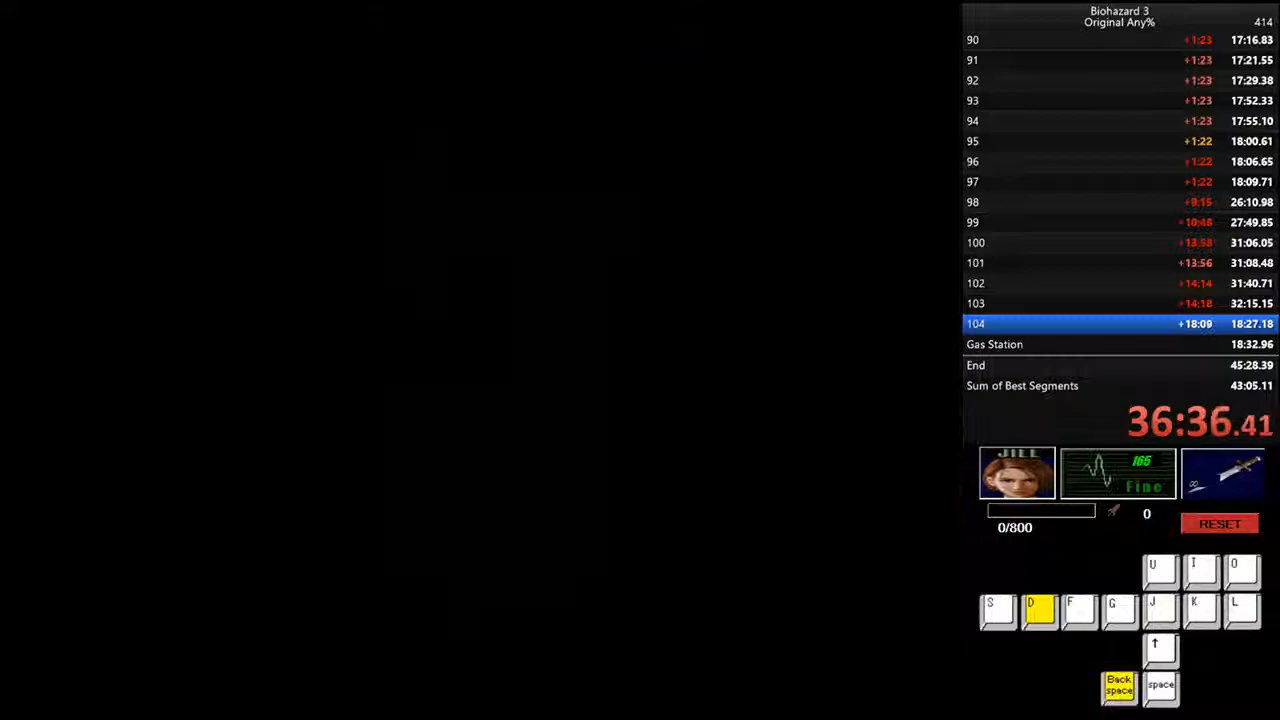 Biohazard 3
Original Any% 414
90 +1:23 17:16.83
91 +1:23 17:21.55
92 +1:23 17:29.38
93 +1:23 17:52.33
94 +1:23 17:55.10
95 +1:22 18:00.61
96 +1:22 18:06.65
97 +1:22 18:09.71
98 +9:15 26:10.98
99 +10:46 27:49.85
100 +13:58 31:06.05
101 +13:56 31:08.48
102 +14:14 31:40.71
103 +14:18 32:15.15
104 +18:09 18:27.18
Gas Station 18:32.96
End 45:28.39
Sum of Best Segments 43:05.11
36:36.41
JILL 165
Fine ∞
0
0/800 RESET
U I O
S D F G J K L
↑
Back space space